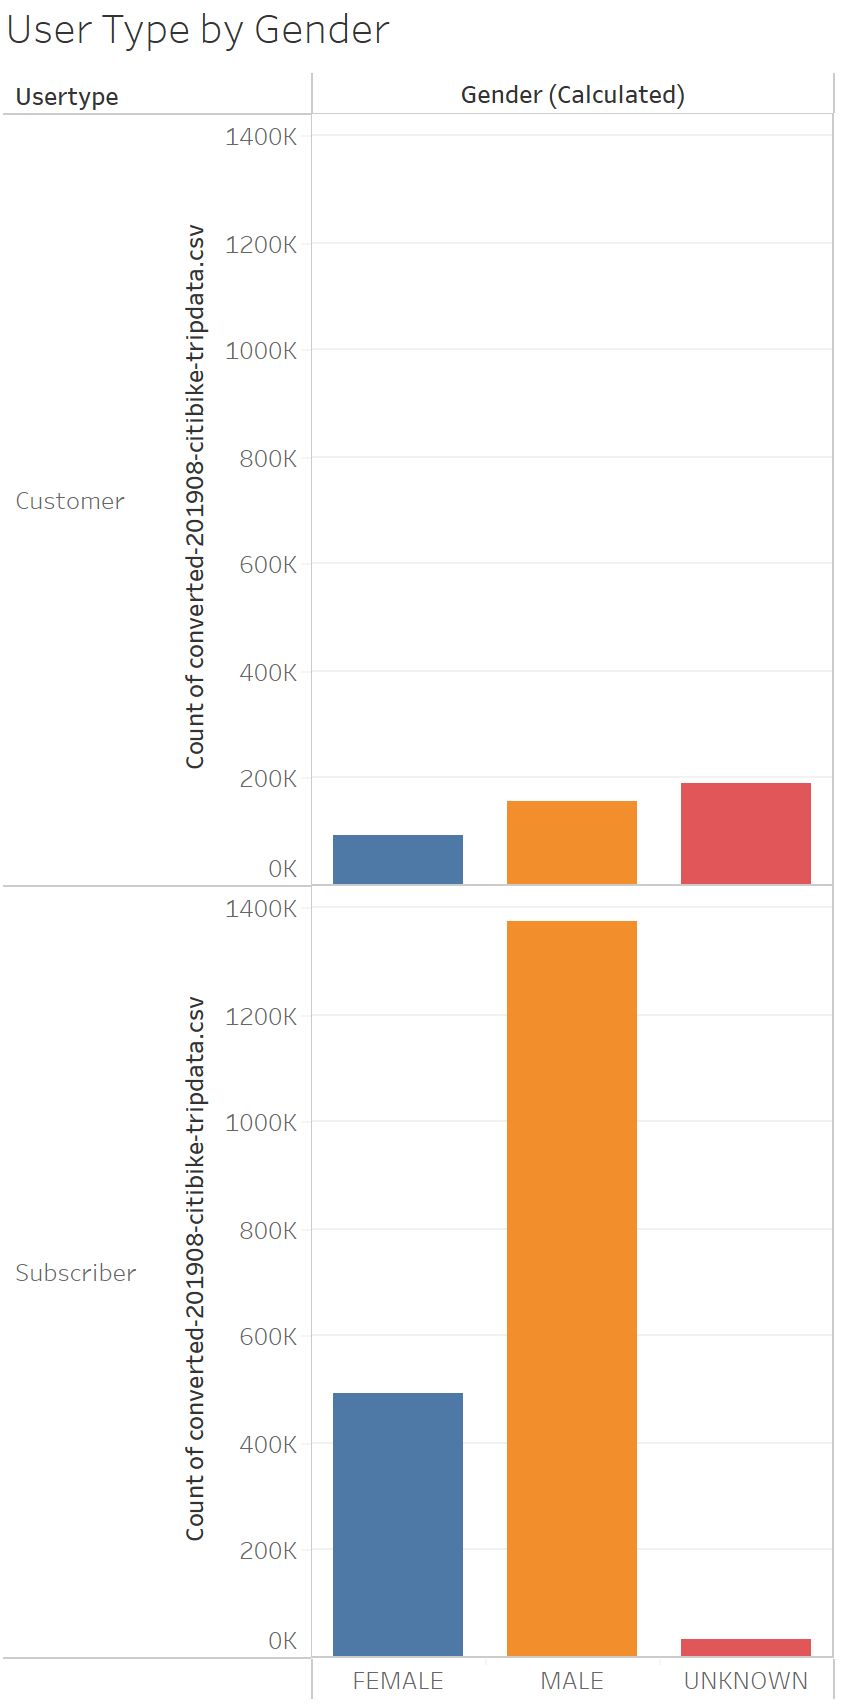 User Type by Gender
Usertype
Gender (Calculated)
Customer
Count of converted-201908-citibike-tripdata.csv
1400K
1200K
1000K
800K
600K
400K
200K
0K
Subscriber
Count of converted-201908-citibike-tripdata.csv
1400K
1200K
1000K
800K
600K
400K
200K
0K
FEMALE
MALE
UNKNOWN